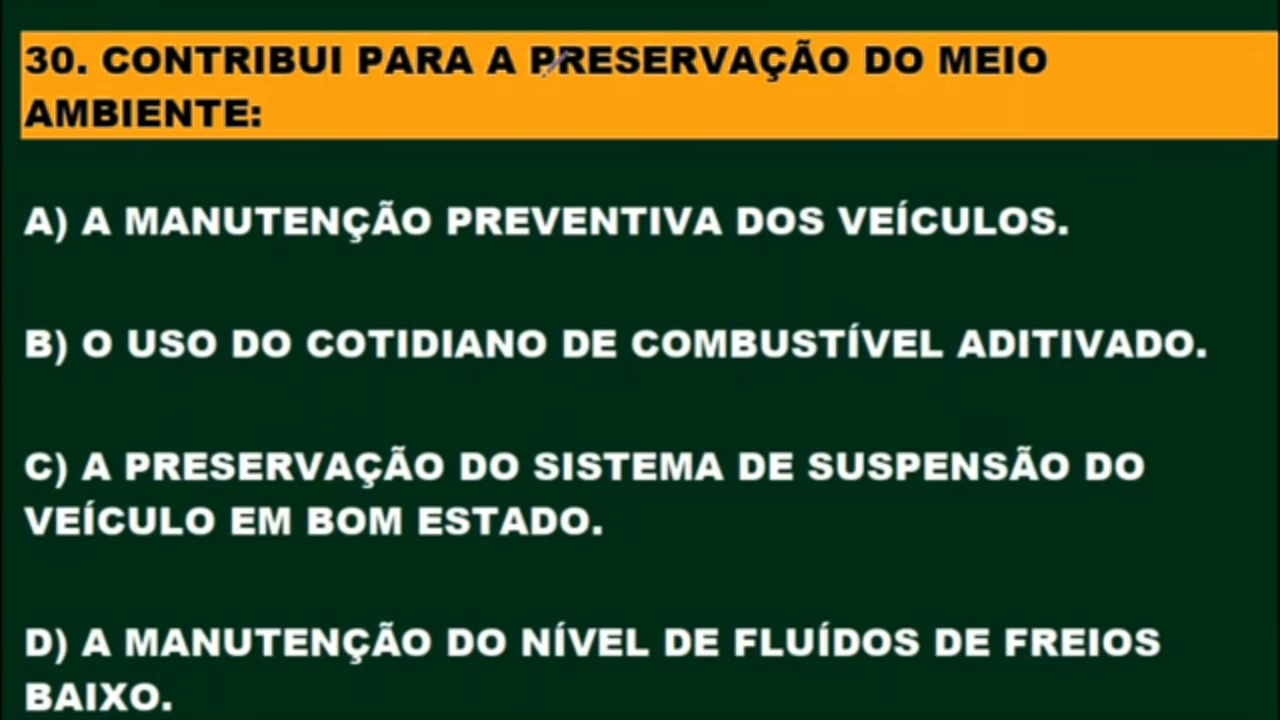 30. CONTRIBUI PARA A PRESERVAÇÃO DO MEIO
AMBIENTE:
A) A MANUTENÇÃO PREVENTIVA DOS VEÍCULOS.
B) O USO DO COTIDIANO DE COMBUSTÍVEL ADITIVADO.
C) A PRESERVAÇÃO DO SISTEMA DE SUSPENSÃO DO
VEÍCULO EM BOM ESTADO.
D) A MANUTENÇÃO DO NÍVEL DE FLUÍDOS DE FREIOS
BAIXO.